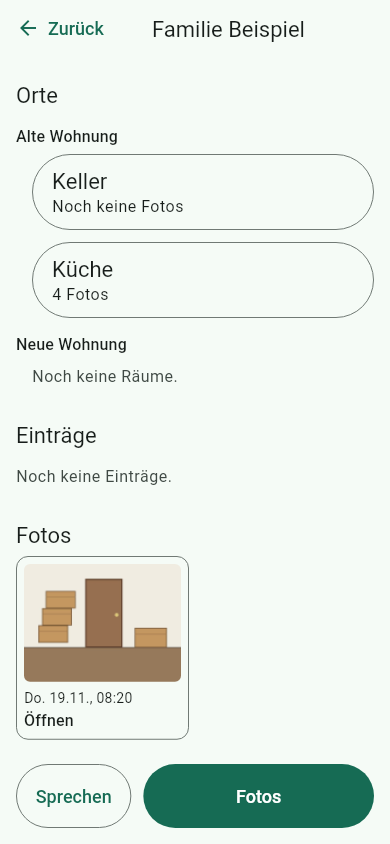 Zurück
Familie Beispiel
Orte
Alte Wohnung
Keller
Noch keine Fotos
Küche
4 Fotos
Neue Wohnung
Noch keine Räume.
Einträge
Noch keine Einträge.
Fotos
Do. 19.11., 08:20
Öffnen
Sprechen
Fotos